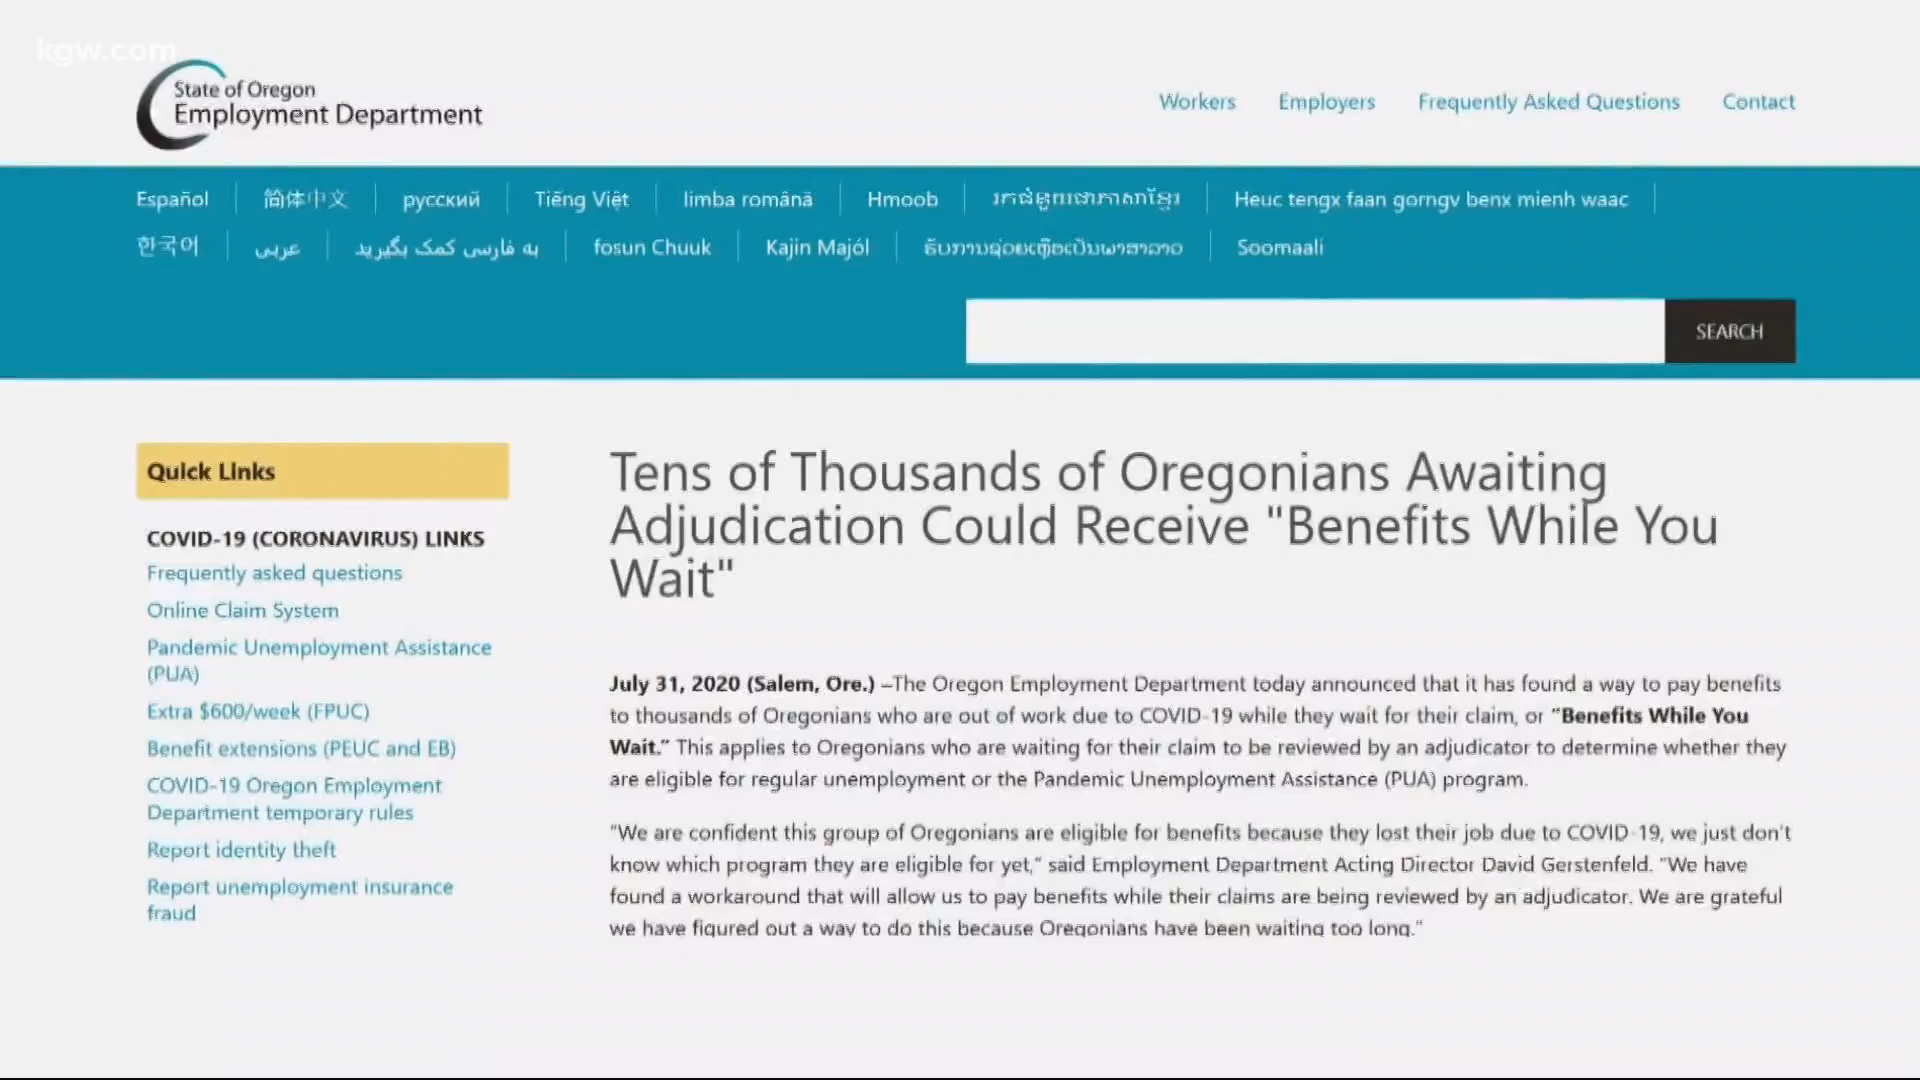 kgw.com
State of Oregon
Employment Department
Workers Employers Frequently Asked Questions Contact
Español 简体中文 русский Tiếng Việt limba română Hmoob រកជំនួយជាភាសាខ្មែរ Heuc tengx faan gorngv benx mienh waac
한국어 عربى به فارسی کمک بگیرید fosun Chuuk Kajin Majól ຮັບການຊ່ວຍເຫຼືອເປັນພາສາລາວ Soomaali
SEARCH
Quick Links
COVID-19 (CORONAVIRUS) LINKS
Frequently asked questions
Online Claim System
Pandemic Unemployment Assistance
(PUA)
Extra $600/week (FPUC)
Benefit extensions (PEUC and EB)
COVID-19 Oregon Employment
Department temporary rules
Report identity theft
Report unemployment insurance
fraud
Tens of Thousands of Oregonians Awaiting
Adjudication Could Receive "Benefits While You
Wait"
July 31, 2020 (Salem, Ore.) –The Oregon Employment Department today announced that it has found a way to pay benefits
to thousands of Oregonians who are out of work due to COVID-19 while they wait for their claim, or “Benefits While You
Wait.” This applies to Oregonians who are waiting for their claim to be reviewed by an adjudicator to determine whether they
are eligible for regular unemployment or the Pandemic Unemployment Assistance (PUA) program.
“We are confident this group of Oregonians are eligible for benefits because they lost their job due to COVID-19, we just don’t
know which program they are eligible for yet,” said Employment Department Acting Director David Gerstenfeld. “We have
found a workaround that will allow us to pay benefits while their claims are being reviewed by an adjudicator. We are grateful
we have figured out a way to do this because Oregonians have been waiting too long.”